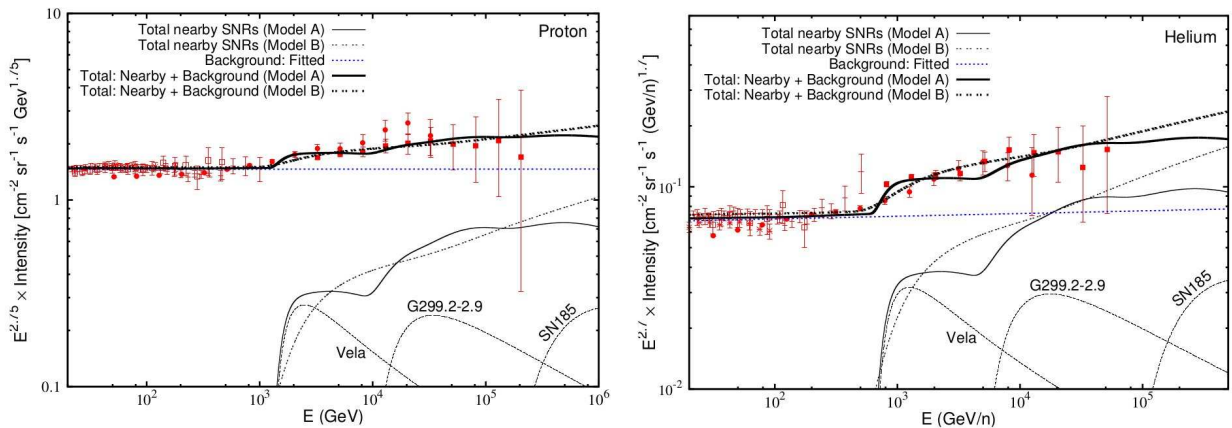 Total nearby SNRs (Model A)
Total nearby SNRs (Model B)
Background: Fitted
Total: Nearby + Background (Model A)
Total: Nearby + Background (Model B)
Proton
E^2.75 × Intensity [cm^-2 sr^-1 s^-1 Gev^1.75]
10
1
0.1
Vela
G299.2-2.9
SN185
10^2
10^3
10^4
10^5
10^6
E (GeV)
Total nearby SNRs (Model A)
Total nearby SNRs (Model B)
Background: Fitted
Total: Nearby + Background (Model A)
Total: Nearby + Background (Model B)
Helium
E^2.7 × Intensity [cm^-2 sr^-1 s^-1 (Gev/n)^1.7]
10^0
10^-1
10^-2
Vela
G299.2-2.9
SN185
10^2
10^3
10^4
10^5
E (GeV/n)